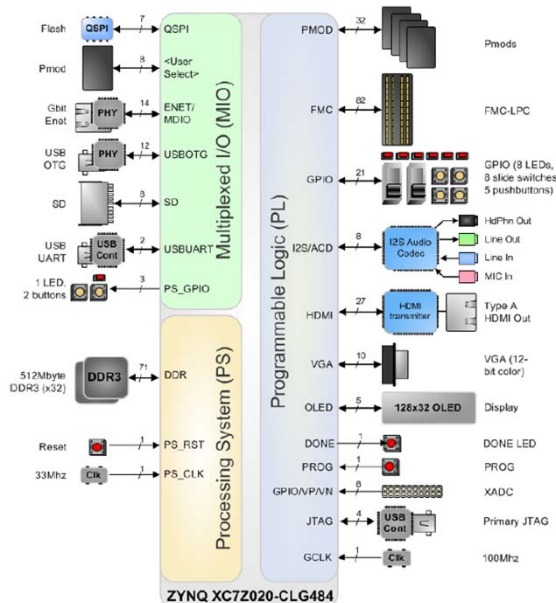 Flash
QSPI
7
QSPI
Pmod
8
<User
Select>
Gbit
Enet
PHY
14
ENET/
MDIO
USB
OTG
PHY
12
USBOTG
SD
8
SD
USB
UART
USB
Cont
2
USBUART
1 LED,
2 buttons
3
PS_GPIO
Multiplexed I/O (MIO)
512Mbyte
DDR3 (x32)
DDR3
71
DDR
Reset
1
PS_RST
33Mhz
Clk
1
PS_CLK
Processing System (PS)
Programmable Logic (PL)
PMOD
32
Pmods
FMC
82
FMC-LPC
GPIO
21
GPIO (8 LEDs,
8 slide switches
5 pushbuttons)
I2S/ACD
8
I2S Audio
Codec
HdPhn Out
Line Out
Line In
MIC In
HDMI
27
HDMI
transmitter
Type A
HDMI Out
VGA
10
VGA (12-
bit color)
OLED
5
128x32 OLED
Display
DONE
1
DONE LED
PROG
1
PROG
GPIO/VP/VN
8
XADC
JTAG
4
USB
Cont
Primary JTAG
GCLK
1
Clk
100Mhz
ZYNQ XC7Z020-CLG484